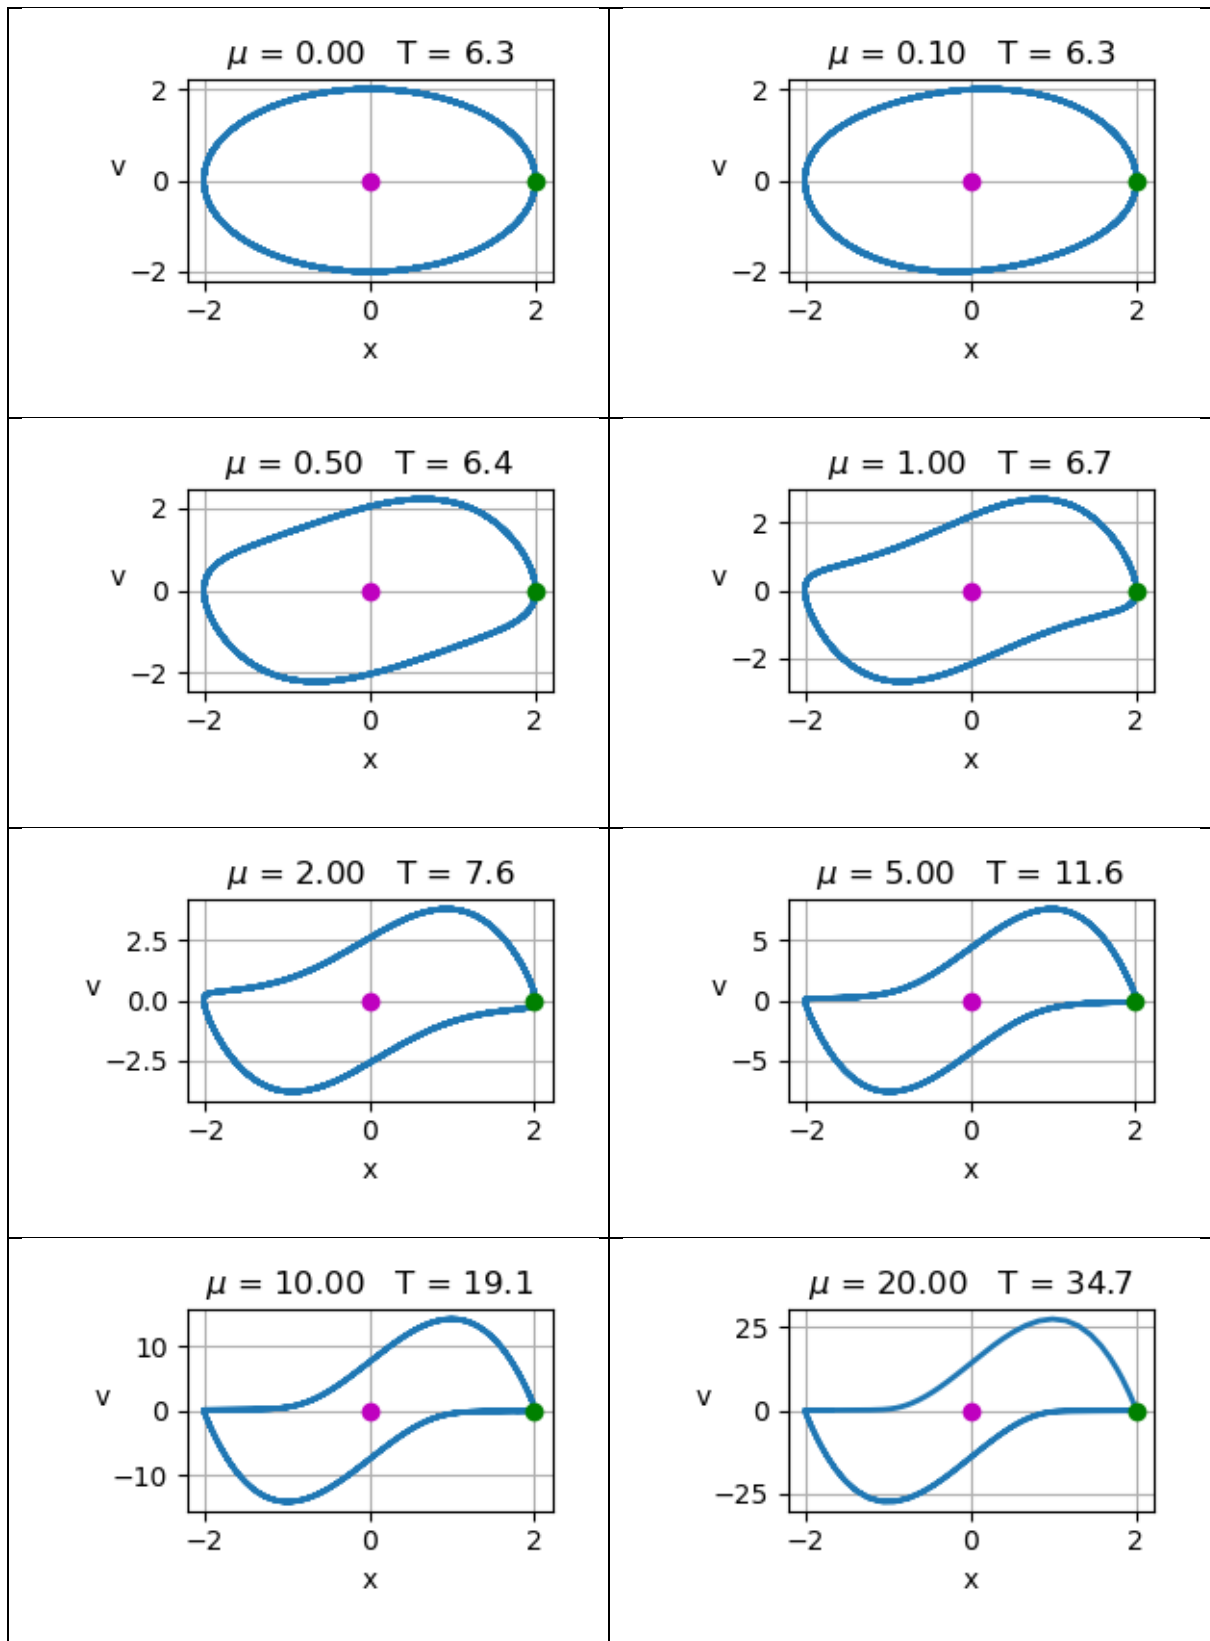 μ = 0.00 T = 6.3
2
v
0
−2
−2 0 2
x
μ = 0.10 T = 6.3
2
v
0
−2
−2 0 2
x
μ = 0.50 T = 6.4
2
v
0
−2
−2 0 2
x
μ = 1.00 T = 6.7
2
v
0
−2
−2 0 2
x
μ = 2.00 T = 7.6
2.5
v
0.0
−2.5
−2 0 2
x
μ = 5.00 T = 11.6
5
v
0
−5
−2 0 2
x
μ = 10.00 T = 19.1
10
v
0
−10
−2 0 2
x
μ = 20.00 T = 34.7
25
v
0
−25
−2 0 2
x